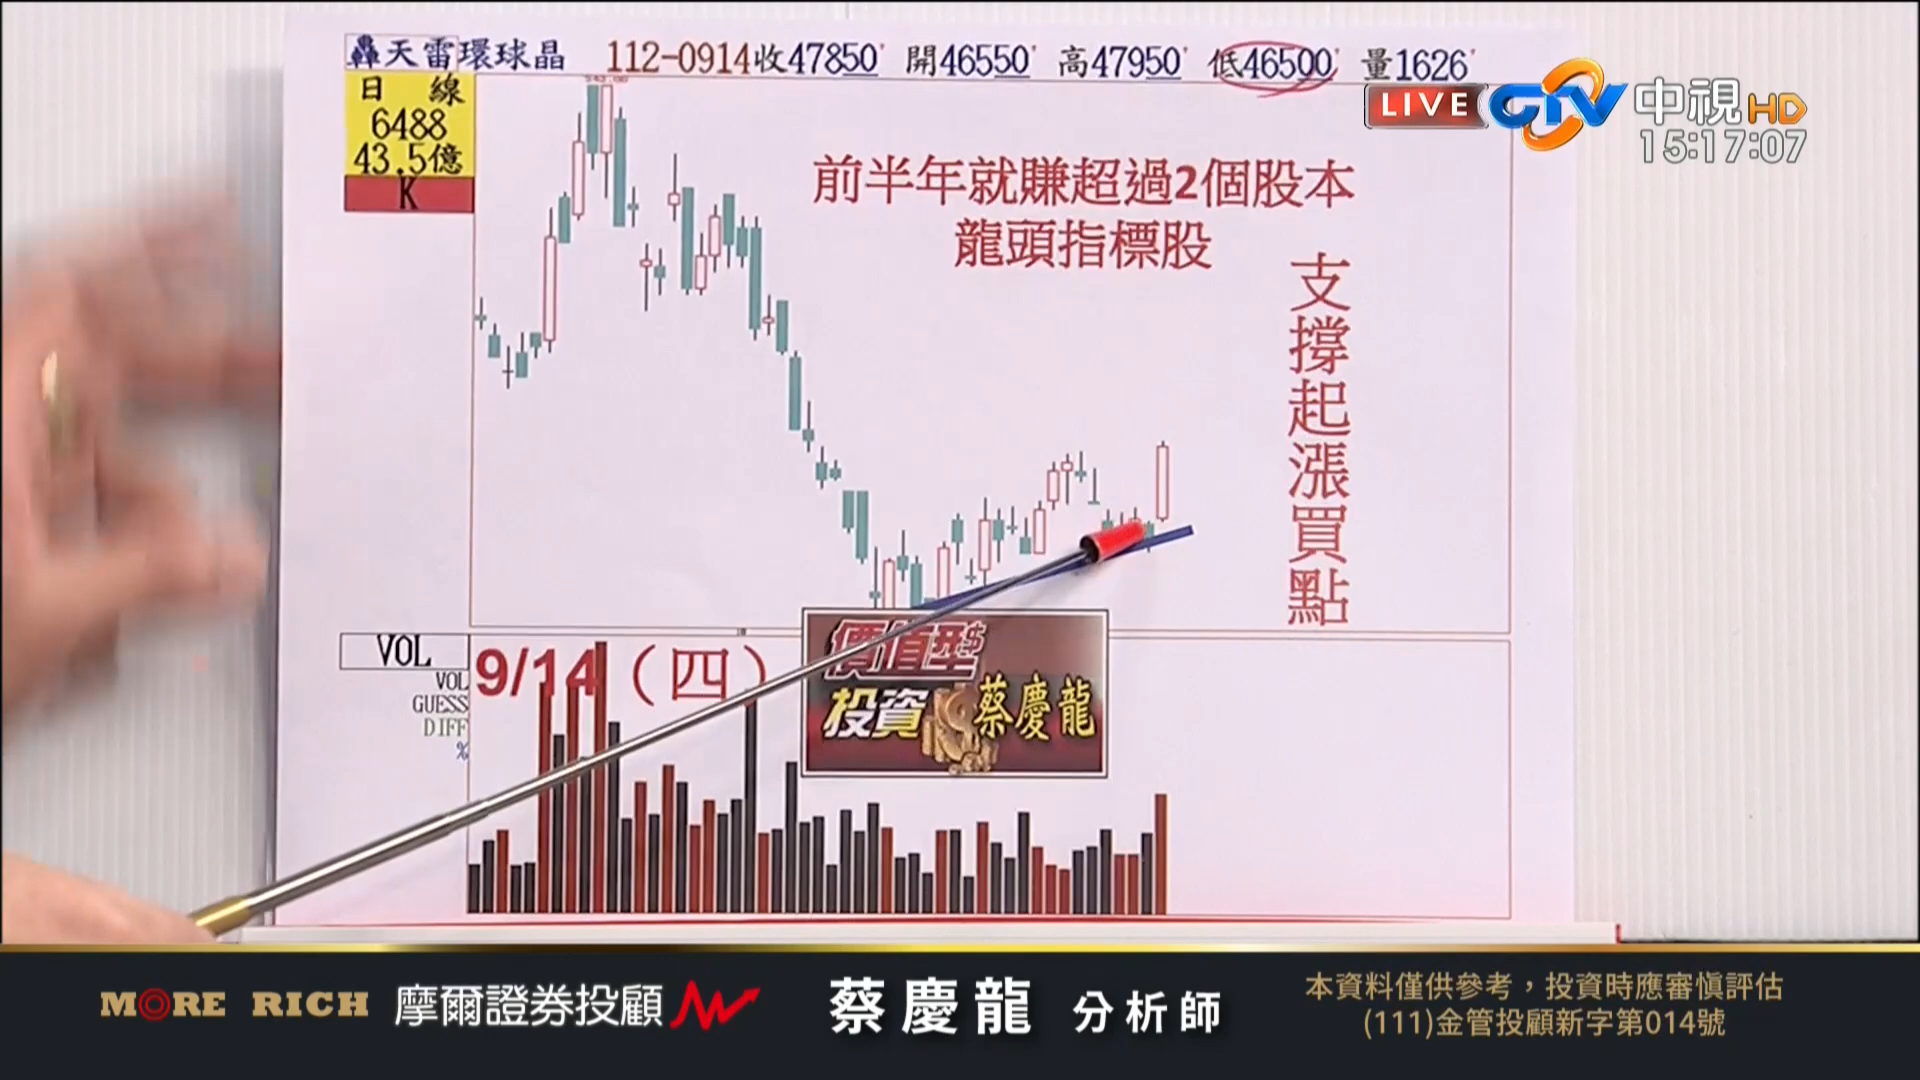 轟天雷環球晶 112-0914收47850' 開46550' 高47950' 低46500' 量1626'
日 線
6488
43.5億
K
LIVE CTV 中視HD
15:17:07
前半年就賺超過2個股本
龍頭指標股
支撐起漲買點
VOL
VOL
GUESS
DIFF
%
9/14（四）
價值型$
投資 蔡慶龍
MORE RICH 摩爾證券投顧 蔡慶龍 分析師
本資料僅供參考，投資時應審慎評估
(111)金管投顧新字第014號